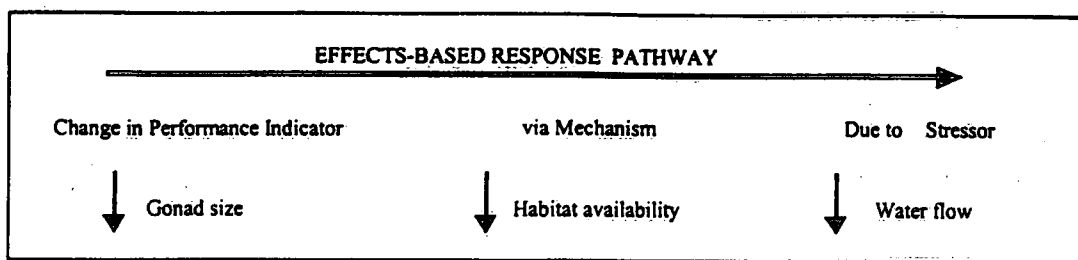 EFFECTS-BASED RESPONSE PATHWAY
Change in Performance Indicator via Mechanism Due to Stressor
Gonad size Habitat availability Water flow